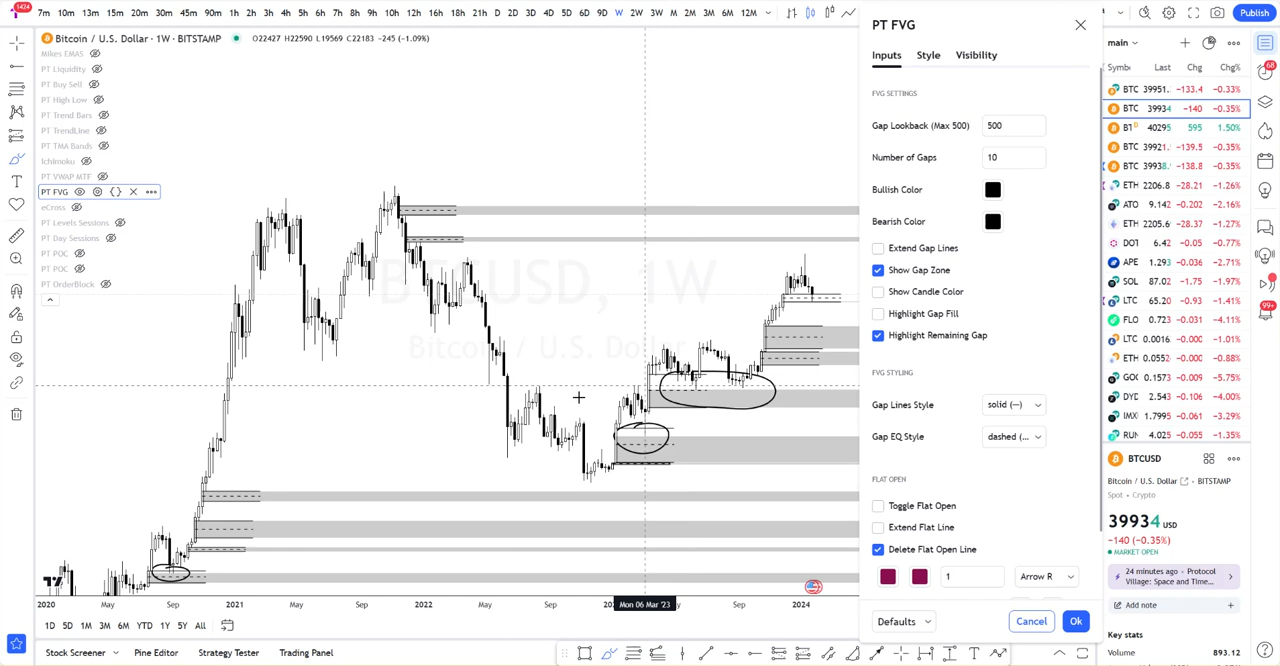 1424
7m 10m 13m 15m 20m 30m 45m 90m 1h 2h 3h 4h 5h 6h 7h 8h 9h 10h 12h 16h 18h 21h D 2D 3D 4D 5D 6D 9D W 2W 3W M 2M 3M 6M 12M
Publish
Bitcoin / U.S. Dollar · 1W · BITSTAMP O22427 H22590 L19569 C22183 -245 (-1.09%)
Mikes EMAS
PT Liquidity
PT Buy Sell
PT High Low
PT Trend Bars
PT TrendLine
PT TMA Bands
Ichimoku
PT VWAP MTF
PT FVG
eCross
PT Levels Sessions
PT Day Sessions
PT POC
PT POC
PT OrderBlock
BTCUSD, 1W
Bitcoin / U.S. Dollar
2020 May Sep 2021 May Sep 2022 May Sep Mon 06 Mar '23 Sep 2024
1D 5D 1M 3M 6M YTD 1Y 5Y All
Stock Screener Pine Editor Strategy Tester Trading Panel
PT FVG
Inputs Style Visibility
FVG SETTINGS
Gap Lookback (Max 500) 500
Number of Gaps 10
Bullish Color
Bearish Color
Extend Gap Lines
Show Gap Zone
Show Candle Color
Highlight Gap Fill
Highlight Remaining Gap
FVG STYLING
Gap Lines Style solid (—)
Gap EQ Style dashed (...
FLAT OPEN
Toggle Flat Open
Extend Flat Line
Delete Flat Open Line
1 Arrow R
Defaults Cancel Ok
main
Last Chg Chg%
BTC 39951. -133.4 -0.33%
BTC 39934 -140 -0.35%
40295 595 1.50%
BTC 39921. -139.5 -0.35%
BTC 39938. -138.8 -0.35%
ETH 2206.8 -28.21 -1.26%
ATO 9.142 -0.202 -2.16%
ETH 2205.6 -28.37 -1.27%
DOT 6.42 -0.05 -0.77%
APE 1.293 -0.036 -2.71%
SOL 87.02 -1.75 -1.97%
LTC 65.20 -0.93 -1.41%
FLO 0.723 -0.031 -4.11%
LTC 0.0016 -0.000 -1.01%
ETH 0.0552 -0.000 -0.88%
GO 0.1573 -0.009 -5.75%
DYD 2.543 -0.106 -4.00%
IMX 1.7995 -0.061 -3.29%
RUN 4.025 -0.055 -1.35%
BTCUSD
Bitcoin / U.S. Dollar · BITSTAMP
Spot • Crypto
39934 USD
-140 (-0.35%)
MARKET OPEN
24 minutes ago • Protocol
Village: Space and Time...
Add note
Key stats
Volume 893.12
68
99+